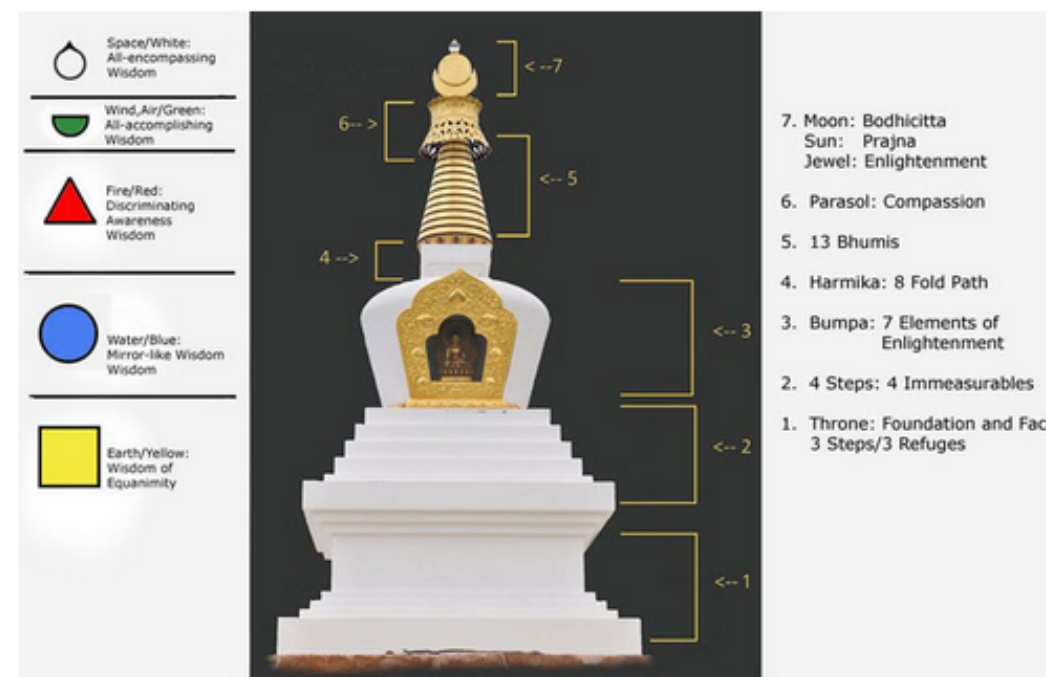 Space/White:
All-encompassing
Wisdom
Wind,Air/Green:
All-accomplishing
Wisdom
Fire/Red:
Discriminating
Awareness
Wisdom
Water/Blue:
Mirror-like Wisdom
Wisdom
Earth/Yellow:
Wisdom of
Equanimity
< --7
6-- >
<-- 5
4 -->
<-- 3
<-- 2
<-- 1
7. Moon: Bodhicitta
Sun: Prajna
Jewel: Enlightenment
6. Parasol: Compassion
5. 13 Bhumis
4. Harmika: 8 Fold Path
3. Bumpa: 7 Elements of
Enlightenment
2. 4 Steps: 4 Immeasurables
1. Throne: Foundation and Fac
3 Steps/3 Refuges